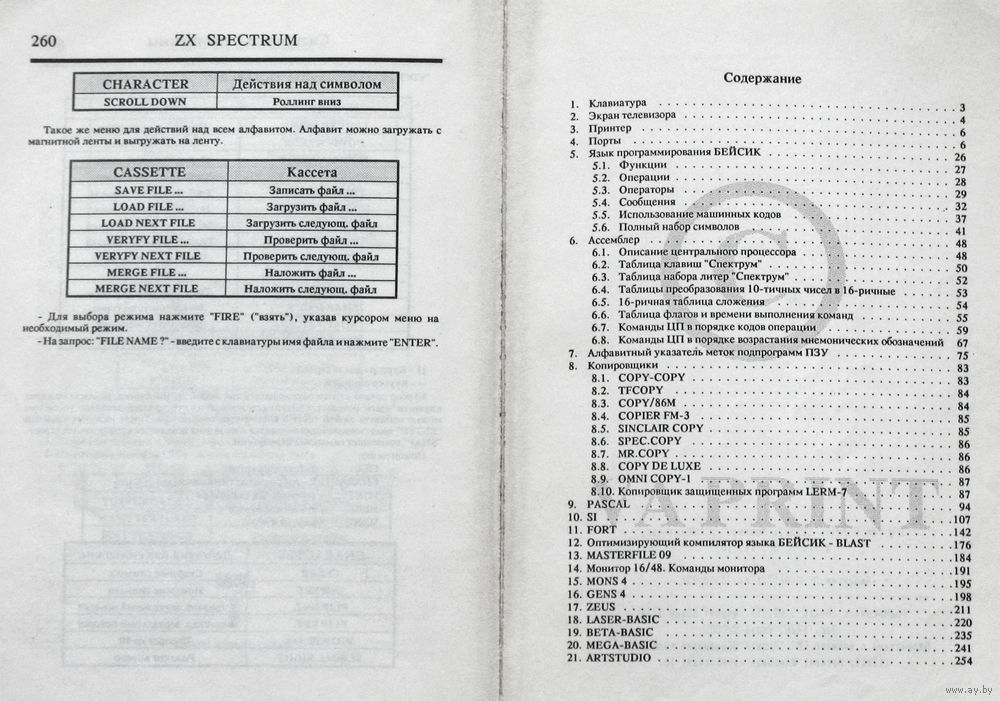 260 ZX SPECTRUM
CHARACTER Действия над символом
SCROLL DOWN Роллинг вниз
Такое же меню для действий над всем алфавитом. Алфавит можно загружать с
магнитной ленты и выгружать на ленту.
CASSETTE Кассета
SAVE FILE ... Записать файл ...
LOAD FILE ... Загрузить файл ...
LOAD NEXT FILE Загрузить следующ. файл
VERYFY FILE ... Проверить файл ...
VERYFY NEXT FILE Проверить следующ. файл
MERGE FILE ... Наложить файл ...
MERGE NEXT FILE Наложить следующ. файл
- Для выбора режима нажмите "FIRE" ("взять"), указав курсором меню на
необходимый режим.
- На запрос: "FILE NAME ?" - введите с клавиатуры имя файла и нажмите "ENTER".
Содержание
1. Клавиатура 3
2. Экран телевизора 4
3. Принтер 6
4. Порты 6
5. Язык программирования БЕЙСИК 26
5.1. Функции 27
5.2. Операции 28
5.3. Операторы 29
5.4. Сообщения 32
5.5. Использование машинных кодов 37
5.6. Полный набор символов 41
6. Ассемблер 48
6.1. Описание центрального процессора 48
6.2. Таблица клавиш "Спектрум" 50
6.3. Таблица набора литер "Спектрум" 52
6.4. Таблицы преобразования 10-тичных чисел в 16-ричные 53
6.5. 16-ричная таблица сложения 54
6.6. Таблица флагов и времени выполнения команд 55
6.7. Команды ЦП в порядке кодов операции 59
6.8. Команды ЦП в порядке возрастания мнемонических обозначений 67
7. Алфавитный указатель меток подпрограмм ПЗУ 75
8. Копировщики 83
8.1. COPY-COPY 83
8.2. TFCOPY 84
8.3. COPY/86M 84
8.4. COPIER FM-3 85
8.5. SINCLAIR COPY 85
8.6. SPEC.COPY 86
8.7. MR.COPY 86
8.8. COPY DE LUXE 86
8.9. OMNI COPY-1 87
8.10. Копировщик защищенных программ LERM-7 87
9. PASCAL 94
10. SI 107
11. FORT 142
12. Оптимизирующий компилятор языка БЕЙСИК - BLAST 176
13. MASTERFILE 09 184
14. Монитор 16/48. Команды монитора 191
15. MONS 4 195
16. GENS 4 198
17. ZEUS 211
18. LASER-BASIC 220
19. BETA-BASIC 235
20. MEGA-BASIC 241
21. ARTSTUDIO 254
www.ay.by